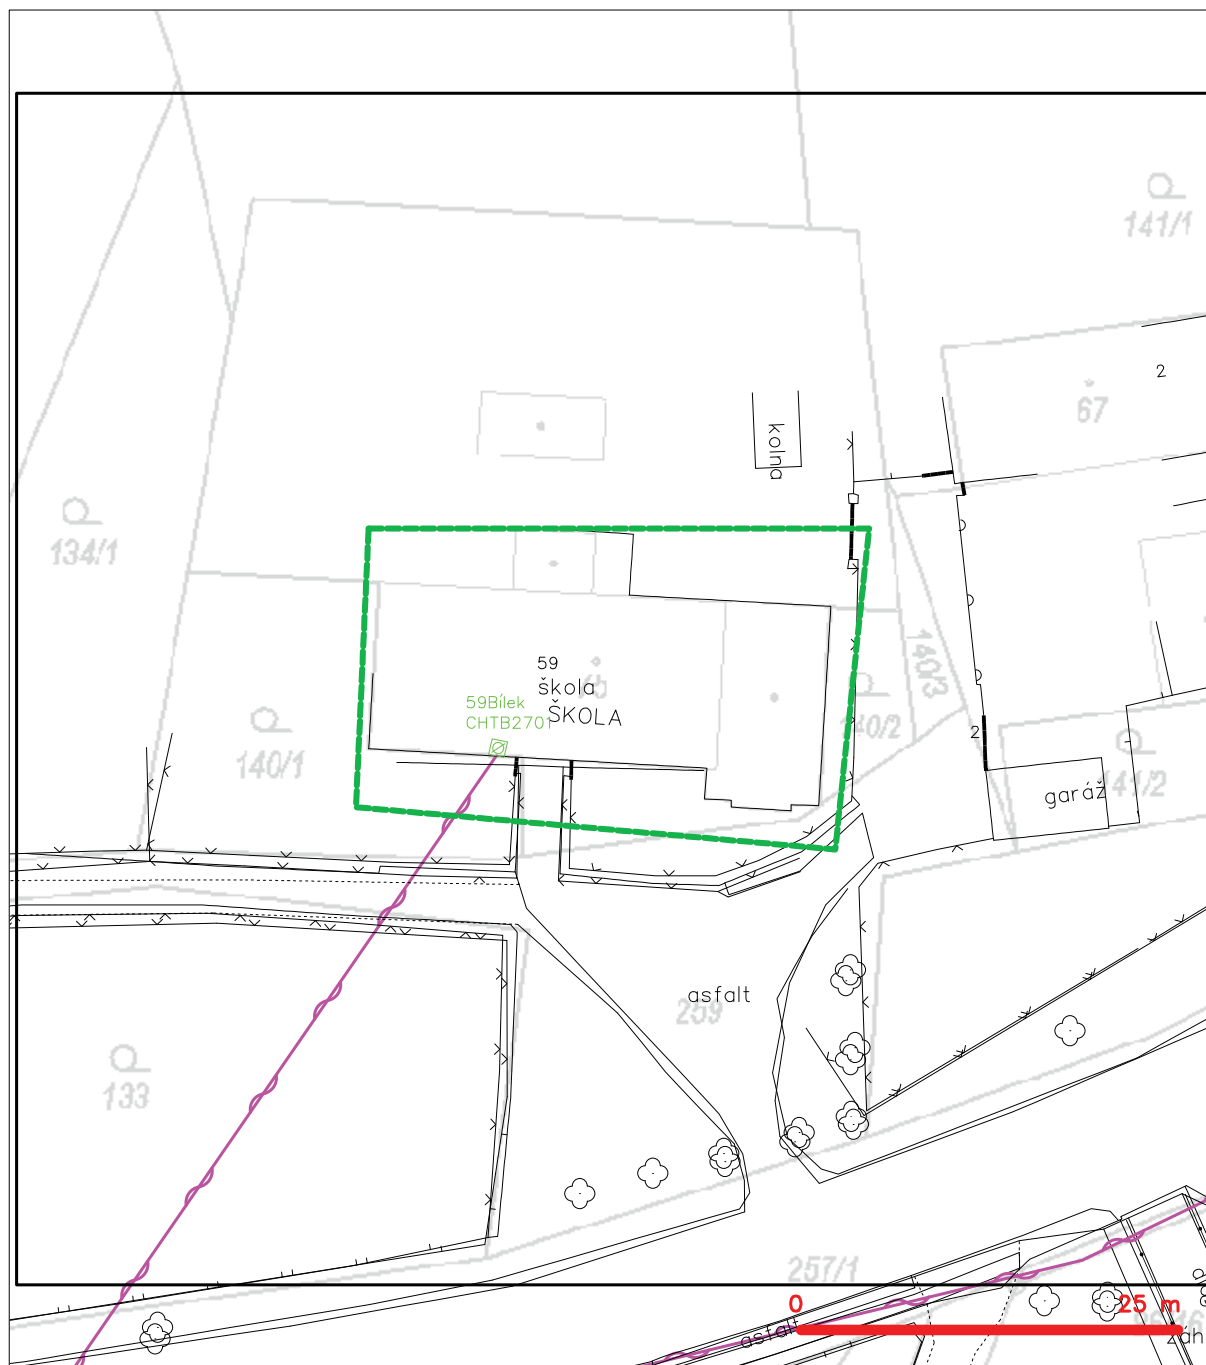 141/1
2
67
kolna
134/1
140/3
59
škola
59Bílek
ŠKOLA
CHTB2701
140/2
2
140/1
141/2
garáž
asfalt
259
133
257/1
0
25 m
asfalt